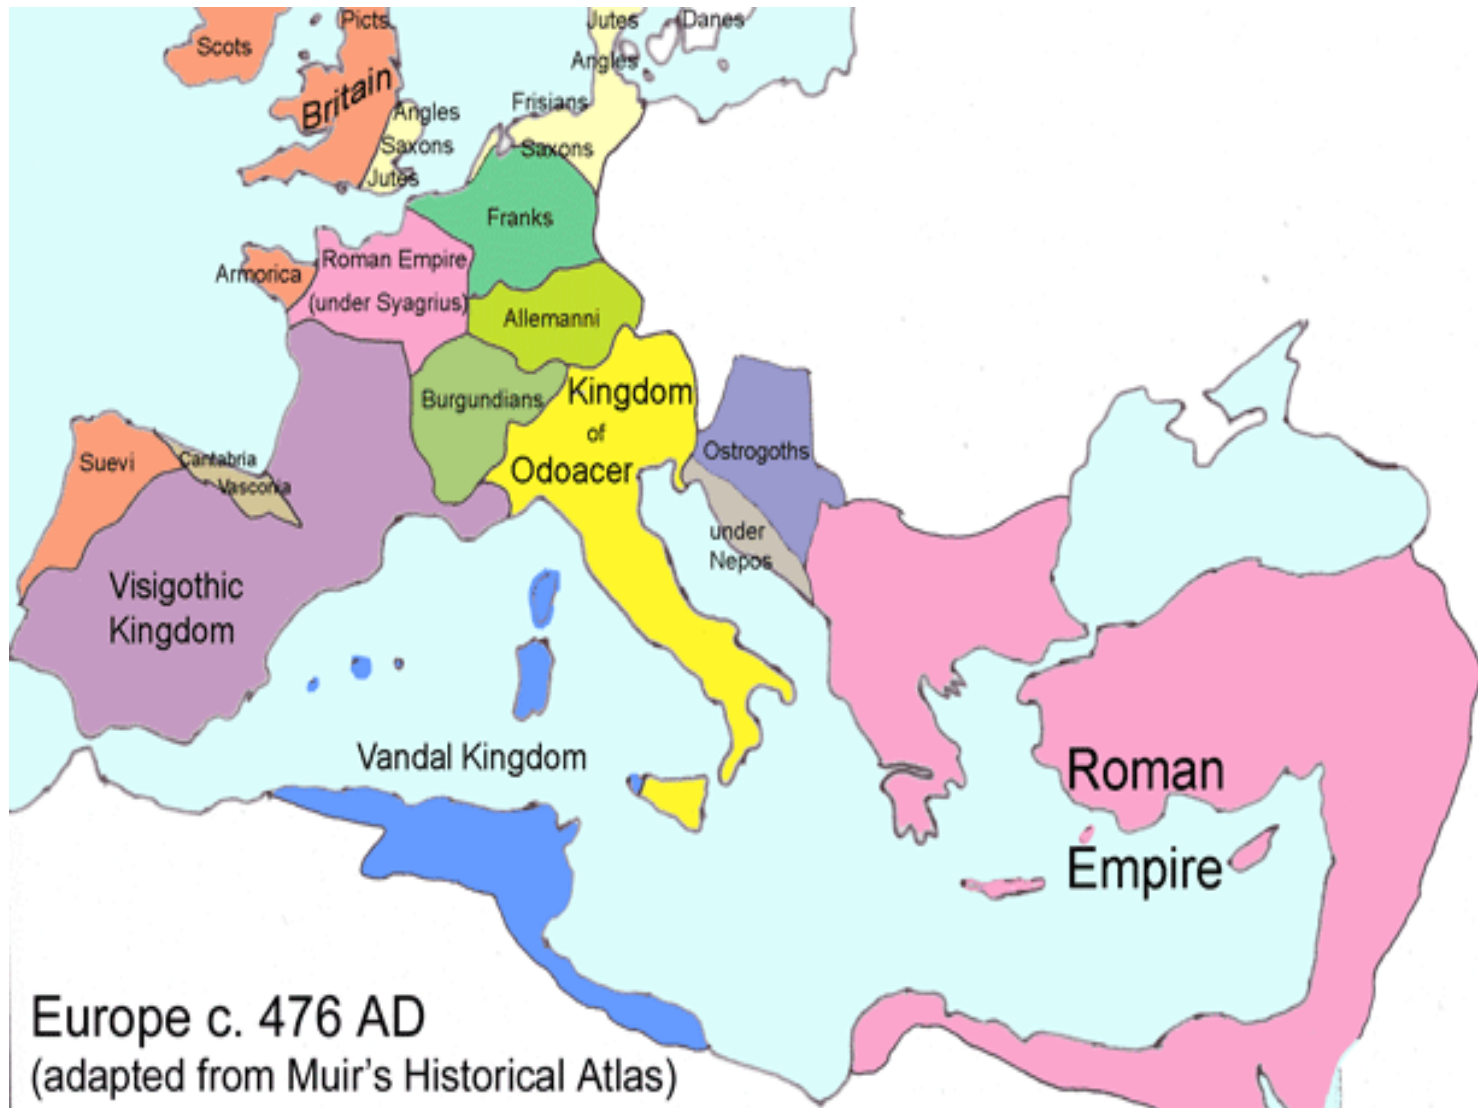 Picts
Jutes
Danes
Scots
Angles
Britain
Frisians
Angles
Saxons
Saxons
Jutes
Franks
Roman Empire
Armorica
(under Syagrius)
Allemanni
Kingdom
Burgundians
of
Ostrogoths
Suevi
Cantabria
Odoacer
Vasconia
under
Nepos
Visigothic
Kingdom
Vandal Kingdom
Roman
Empire
Europe c. 476 AD
(adapted from Muir's Historical Atlas)